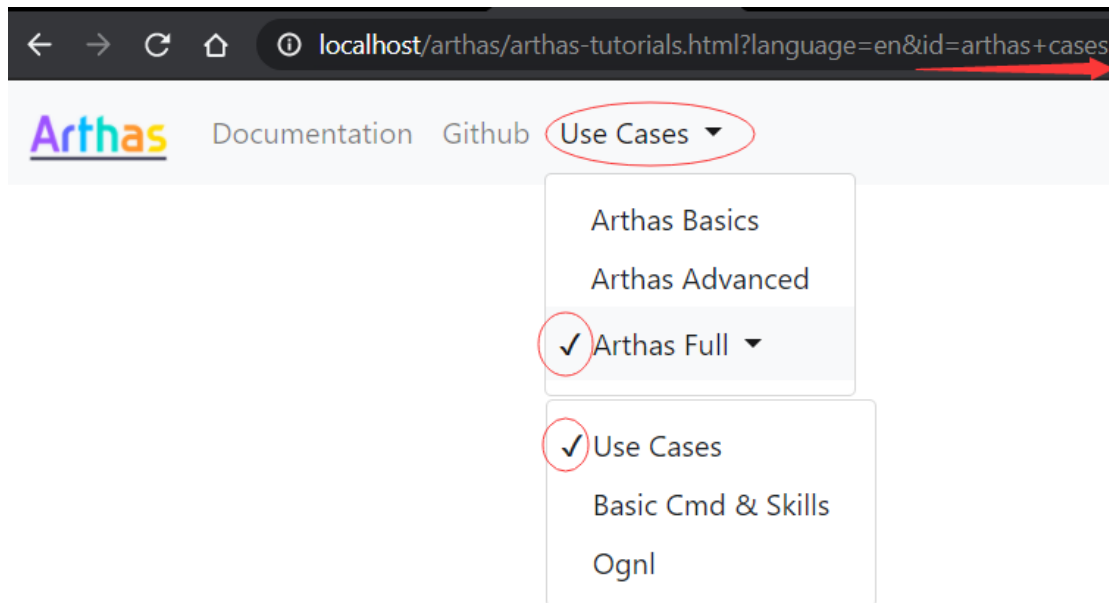 localhost/arthas/arthas-tutorials.html?language=en&id=arthas+cases
Arthas Documentation Github Use Cases
Arthas Basics
Arthas Advanced
✓ Arthas Full
✓ Use Cases
Basic Cmd & Skills
Ognl